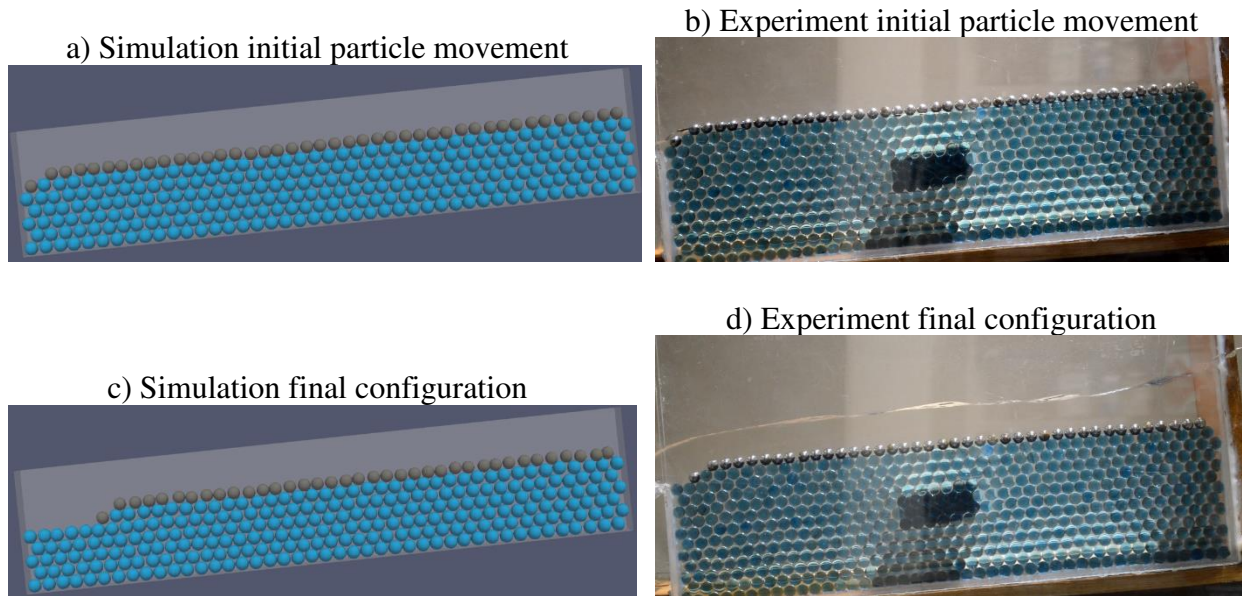 a) Simulation initial particle movement
b) Experiment initial particle movement
c) Simulation final configuration
d) Experiment final configuration